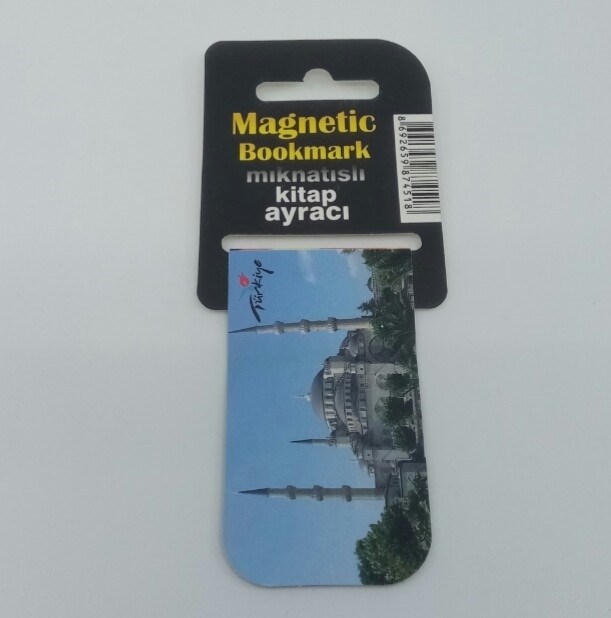 Magnetic
Bookmark
mıknatıslı
kitap
ayracı
8692659874518
Türkiye